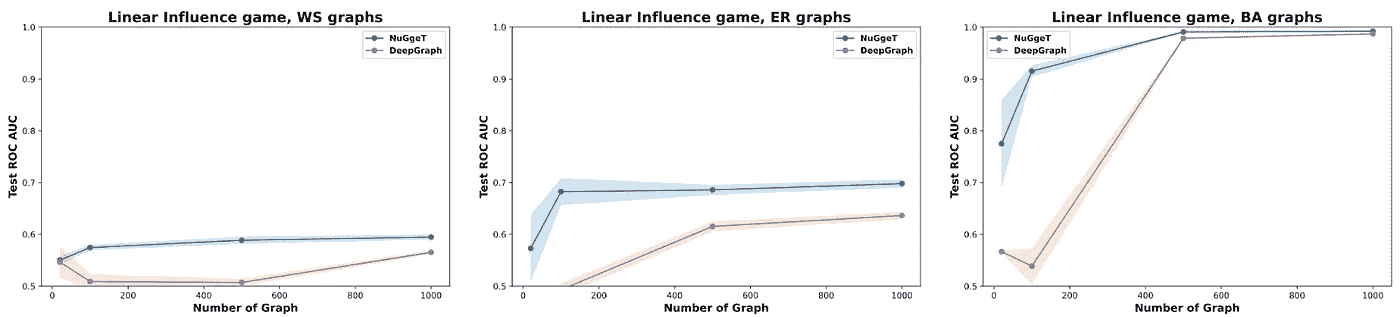 Linear Influence game, WS graphs
NuGgeT
DeepGraph
1.0
0.9
0.8
0.7
0.6
0.5
Test ROC AUC
0
200
400
600
800
1000
Number of Graph
Linear Influence game, ER graphs
NuGgeT
DeepGraph
1.0
0.9
0.8
0.7
0.6
0.5
Test ROC AUC
0
200
400
600
800
1000
Number of Graph
Linear Influence game, BA graphs
NuGgeT
DeepGraph
1.0
0.9
0.8
0.7
0.6
0.5
Test ROC AUC
0
200
400
600
800
1000
Number of Graph